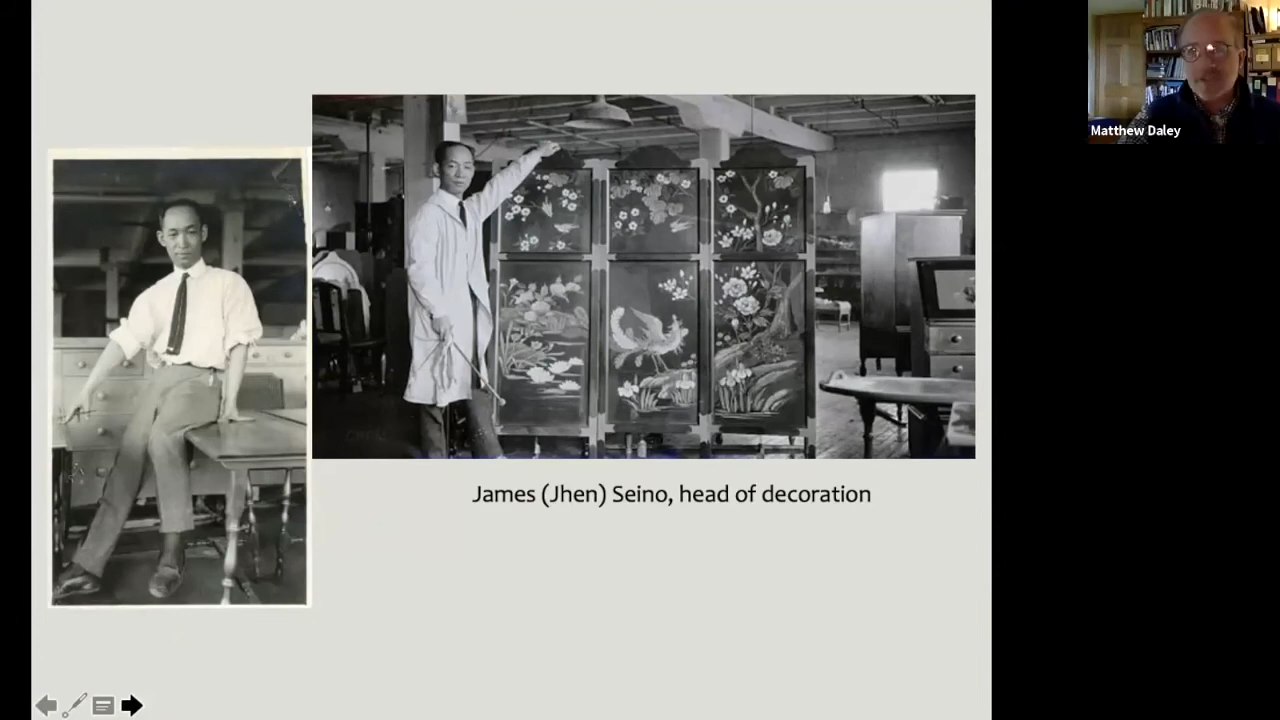 Matthew Daley
James (Jhen) Seino, head of decoration